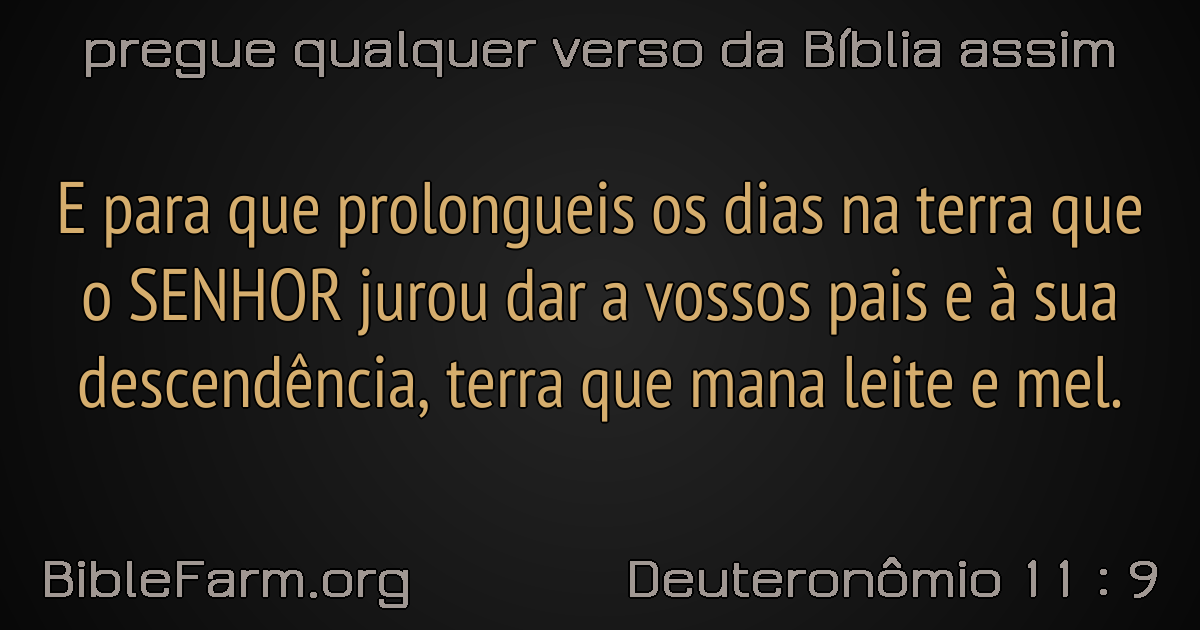 pregue qualquer verso da Bíblia assim
E para que prolongueis os dias na terra que
o SENHOR jurou dar a vossos pais e à sua
descendência, terra que mana leite e mel.
BibleFarm.org
Deuteronômio 11 : 9